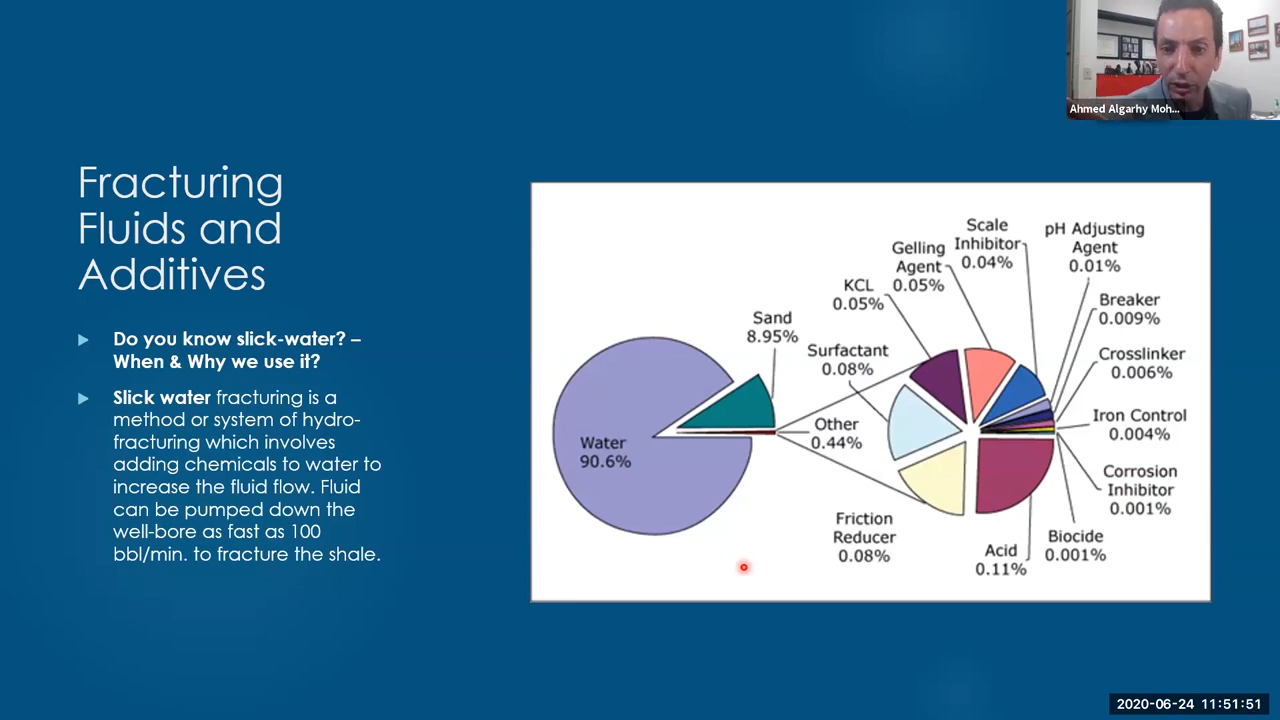 Ahmed Algarhy Moh...
Fracturing
Fluids and
Additives
Do you know slick-water? –
When & Why we use it?
Slick water fracturing is a
method or system of hydro-
fracturing which involves
adding chemicals to water to
increase the fluid flow. Fluid
can be pumped down the
well-bore as fast as 100
bbl/min. to fracture the shale.
Water
90.6%
Sand
8.95%
Other
0.44%
Surfactant
0.08%
KCL
0.05%
Gelling
Agent
0.05%
Scale
Inhibitor
0.04%
pH Adjusting
Agent
0.01%
Breaker
0.009%
Crosslinker
0.006%
Iron Control
0.004%
Corrosion
Inhibitor
0.001%
Biocide
0.001%
Acid
0.11%
Friction
Reducer
0.08%
2020-06-24 11:51:51